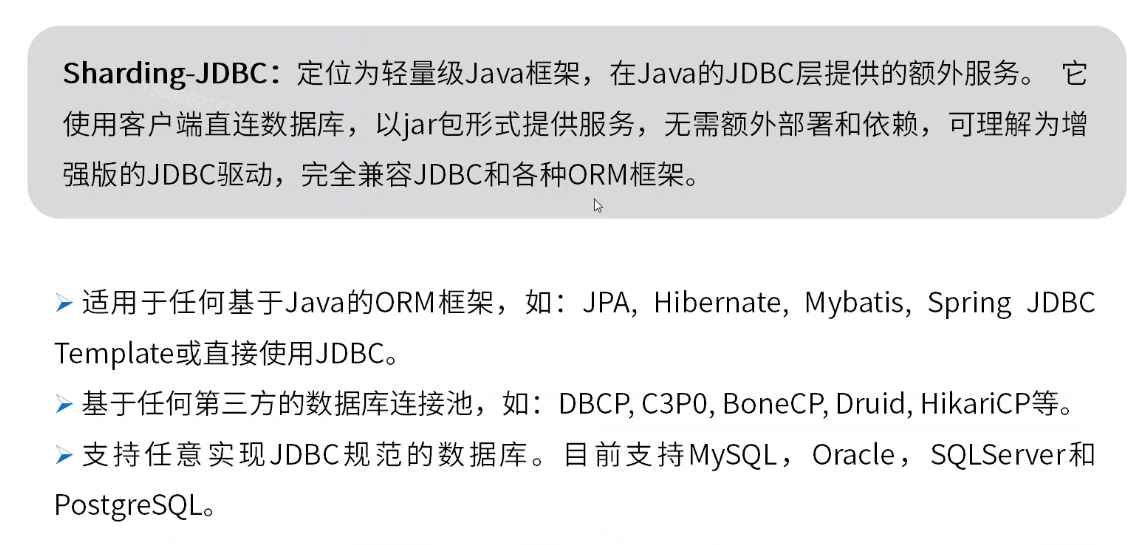 Sharding-JDBC：定位为轻量级Java框架，在Java的JDBC层提供的额外服务。 它
使用客户端直连数据库，以jar包形式提供服务，无需额外部署和依赖，可理解为增
强版的JDBC驱动，完全兼容JDBC和各种ORM框架。
➢ 适用于任何基于Java的ORM框架，如：JPA, Hibernate, Mybatis, Spring JDBC
Template或直接使用JDBC。
➢ 基于任何第三方的数据库连接池，如：DBCP, C3P0, BoneCP, Druid, HikariCP等。
➢ 支持任意实现JDBC规范的数据库。目前支持MySQL，Oracle，SQLServer和
PostgreSQL。